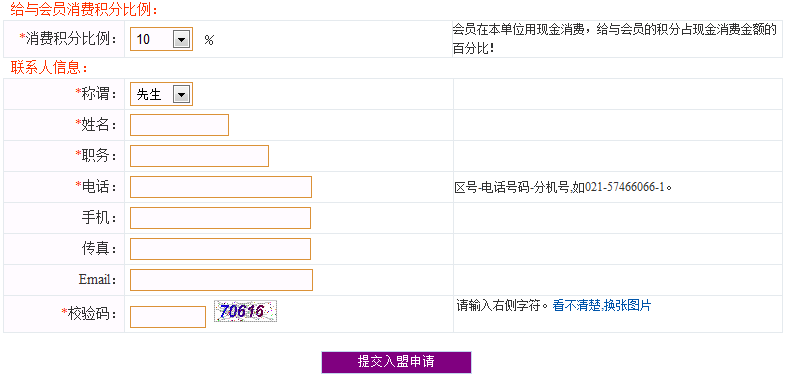 给与会员消费积分比例：
*消费积分比例： 10 % 会员在本单位用现金消费，给与会员的积分占现金消费金额的
百分比！
联系人信息：
*称谓： 先生
*姓名：
*职务：
*电话： 区号-电话号码-分机号,如021-57466066-1。
手机：
传真：
Email：
*校验码： 70616 请输入右侧字符。看不清楚,换张图片
提交入盟申请